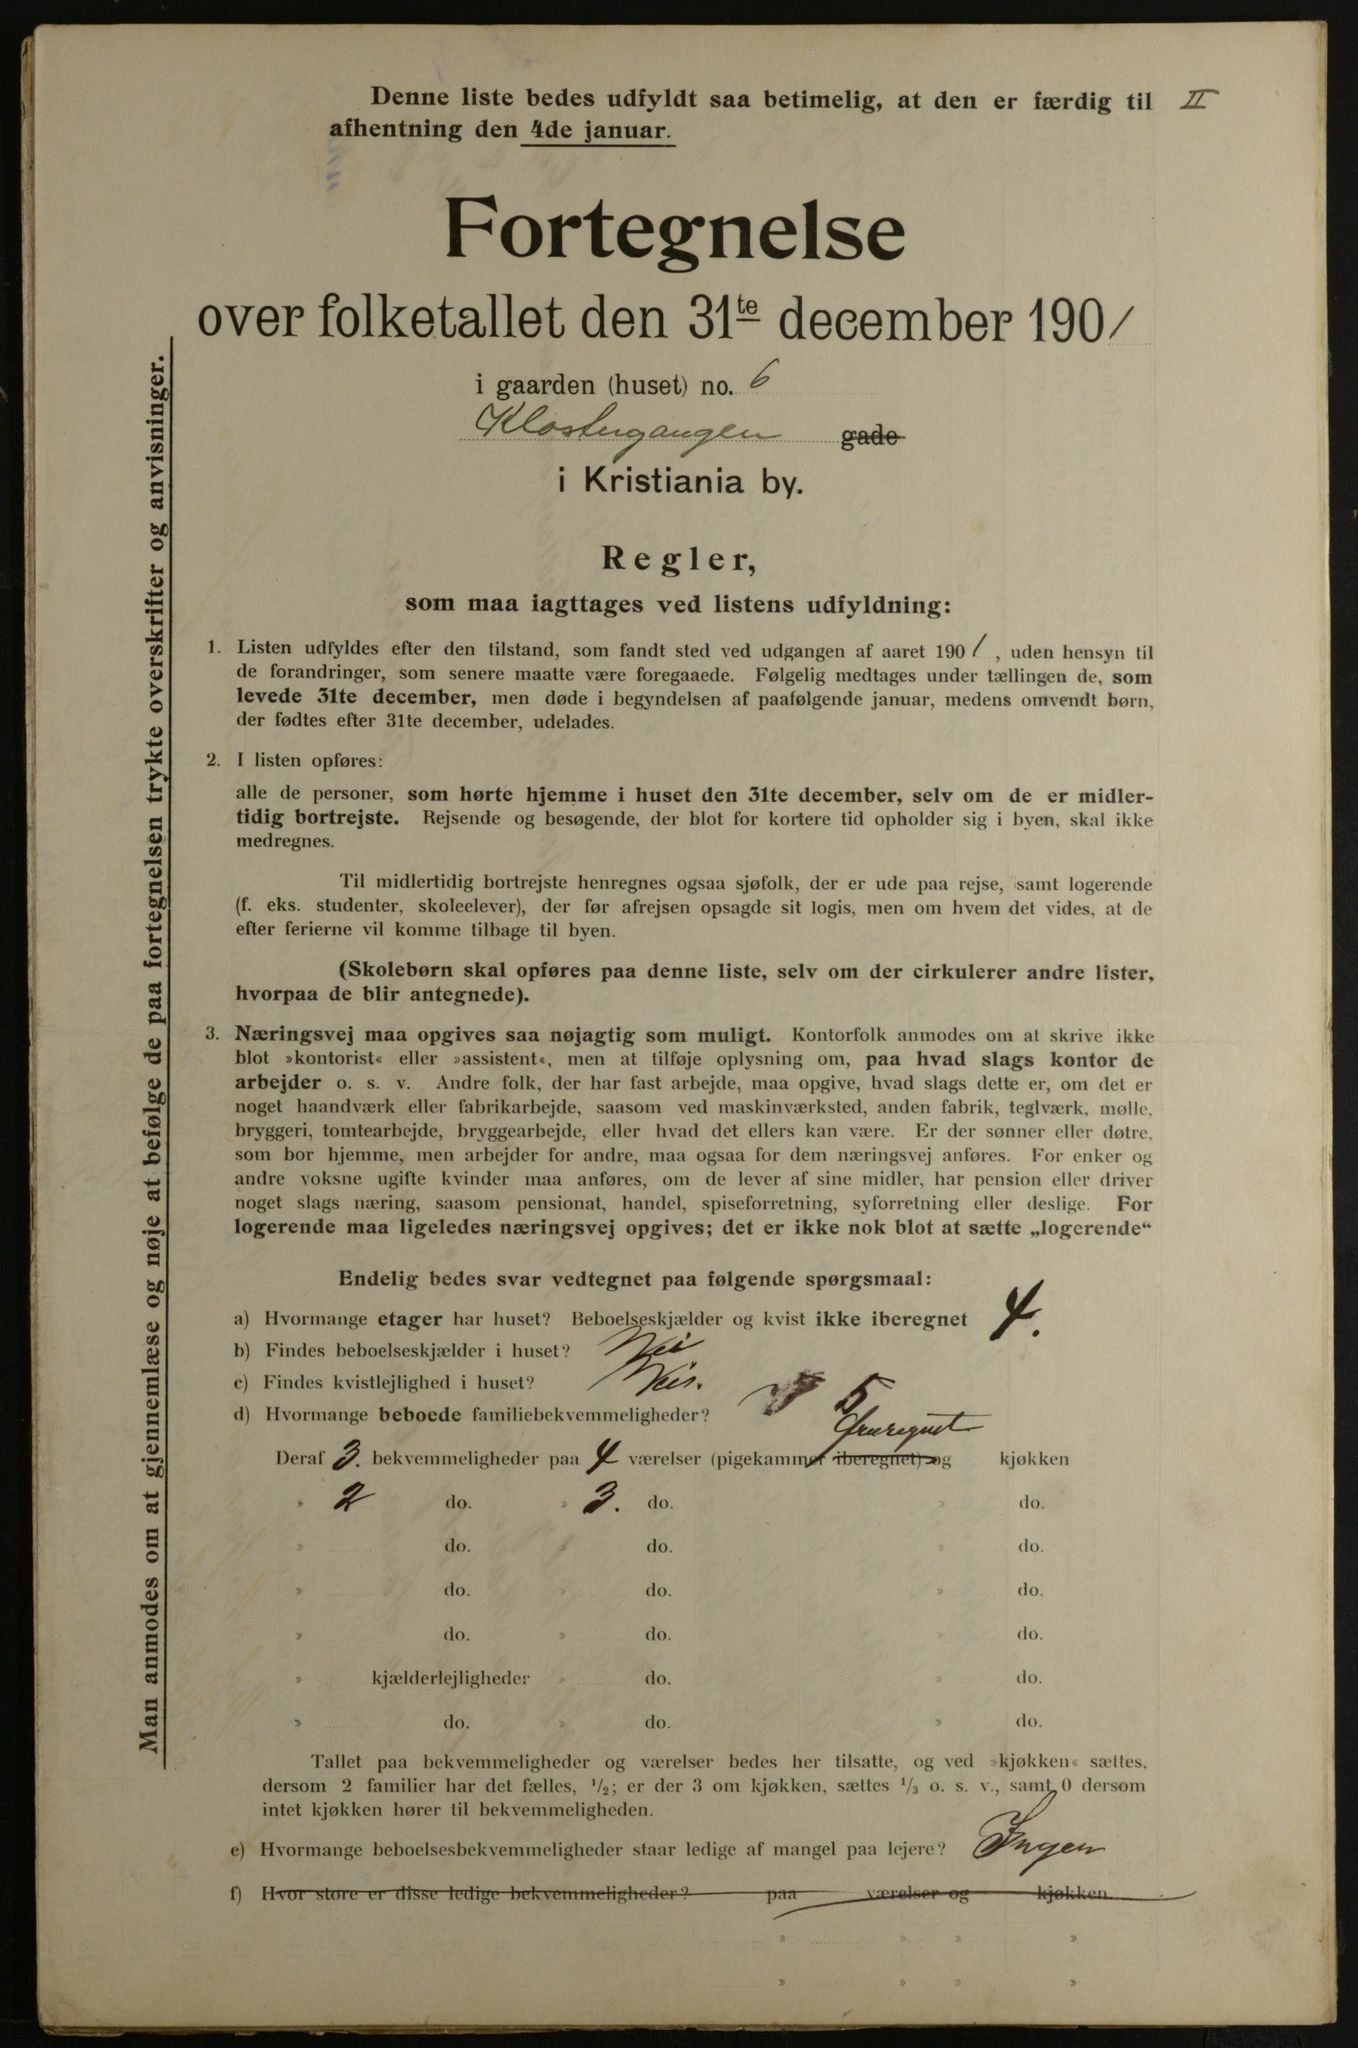 Denne liste bedes udfyldt saa betimelig, at den er færdig til II
afhentning den 4de januar.
Fortegnelse
over folketallet den 31te december 1901
i gaarden (huset) no. 6
Klostergangen gade
i Kristiania by.
Regler,
som maa iagttages ved listens udfyldning:
1. Listen udfyldes efter den tilstand, som fandt sted ved udgangen af aaret 1901, uden hensyn til
de forandringer, som senere maatte være foregaaede. Følgelig medtages under tællingen de, som
levede 31te december, men døde i begyndelsen af paafølgende januar, medens omvendt børn,
der fødtes efter 31te december, udelades.
2. I listen opføres:
alle de personer, som hørte hjemme i huset den 31te december, selv om de er midler-
tidig bortrejste. Rejsende og besøgende, der blot for kortere tid opholder sig i byen, skal ikke
medregnes.
Til midlertidig bortrejste henregnes ogsaa sjøfolk, der er ude paa rejse, samt logerende
(f. eks. studenter, skoleelever), der før afrejsen opsagde sit logis, men om hvem det vides, at de
efter ferierne vil komme tilbage til byen.
(Skolebørn skal opføres paa denne liste, selv om der cirkulerer andre lister,
hvorpaa de blir antegnede).
3. Næringsvej maa opgives saa nøjagtig som muligt. Kontorfolk anmodes om at skrive ikke
blot »kontorist« eller »assistent«, men at tilføje oplysning om, paa hvad slags kontor de
arbejder o. s. v. Andre folk, der har fast arbejde, maa opgive, hvad slags dette er, om det er
noget haandværk eller fabrikarbejde, saasom ved maskinværksted, anden fabrik, teglværk, mølle,
bryggeri, tomtearbejde, bryggearbejde, eller hvad det ellers kan være. Er der sønner eller døtre,
som bor hjemme, men arbejder for andre, maa ogsaa for dem næringsvej anføres. For enker og
andre voksne ugifte kvinder maa anføres, om de lever af sine midler, har pension eller driver
noget slags næring, saasom pensionat, handel, spiseforretning, syforretning eller deslige. For
logerende maa ligeledes næringsvej opgives; det er ikke nok blot at sætte „logerende“
Endelig bedes svar vedtegnet paa følgende spørgsmaal:
a) Hvormange etager har huset? Beboelseskjælder og kvist ikke iberegnet 4.
b) Findes beboelseskjælder i huset? Nei
c) Findes kvistlejlighed i huset? Nei.
d) Hvormange beboede familiebekvemmeligheder? 5
fraregnet
Deraf 3. bekvemmeligheder paa 4 værelser (pigekammer iberegnet) og kjøkken
» 2 do. » 3. do. » do.
» do. » do. » do.
» do. » do. » do.
» do. » do. » do.
» kjælderlejligheder » do. » do.
» do. » do. » do.
Tallet paa bekvemmeligheder og værelser bedes her tilsatte, og ved »kjøkken« sættes,
dersom 2 familier har det fælles, 1/2; er der 3 om kjøkken, sættes 1/3 o. s. v., samt 0 dersom
intet kjøkken hører til bekvemmeligheden.
e) Hvormange beboelsesbekvemmeligheder staar ledige af mangel paa lejere? Ingen
f) Hvor store er disse ledige bekvemmeligheder? paa værelser og kjøkken.
» » » »
» » » »
Man anmodes om at gjennemlæse og nøje at befølge de paa fortegnelsen trykte overskrifter og anvisninger.